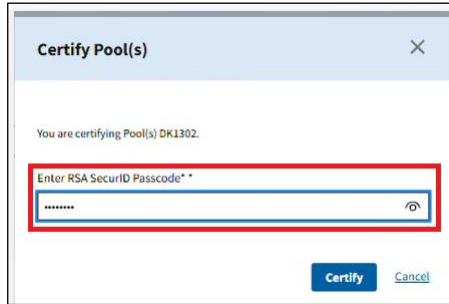 Certify Pool(s)
You are certifying Pool(s) DK1302.
Enter RSA SecurID Passcode* *
••••••••
Certify Cancel